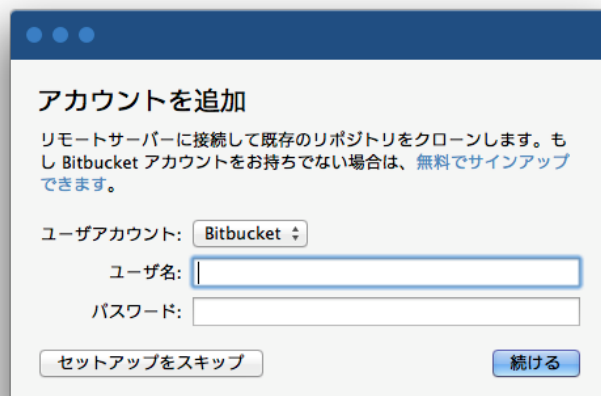 アカウントを追加
リモートサーバーに接続して既存のリポジトリをクローンします。も
し Bitbucket アカウントをお持ちでない場合は、無料でサインアップ
できます。
ユーザアカウント: Bitbucket
ユーザ名:
パスワード:
セットアップをスキップ 続ける